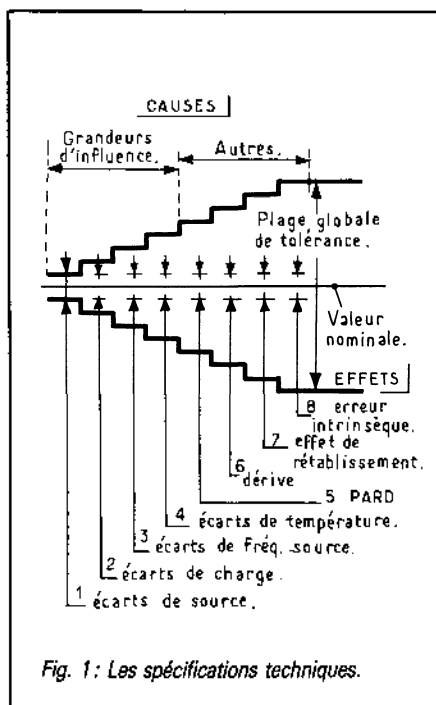 CAUSES
Grandeurs
d'influence.
Autres.
Plage globale
de tolérance.
Valeur
nominale.
EFFETS
8 erreur
intrinsèque.
7 effet de
rétablissement.
6 dérive
5 PARD
4 écarts de température.
3 écarts de fréq. source.
2 écarts de charge.
1 écarts de source.
Fig. 1: Les spécifications techniques.